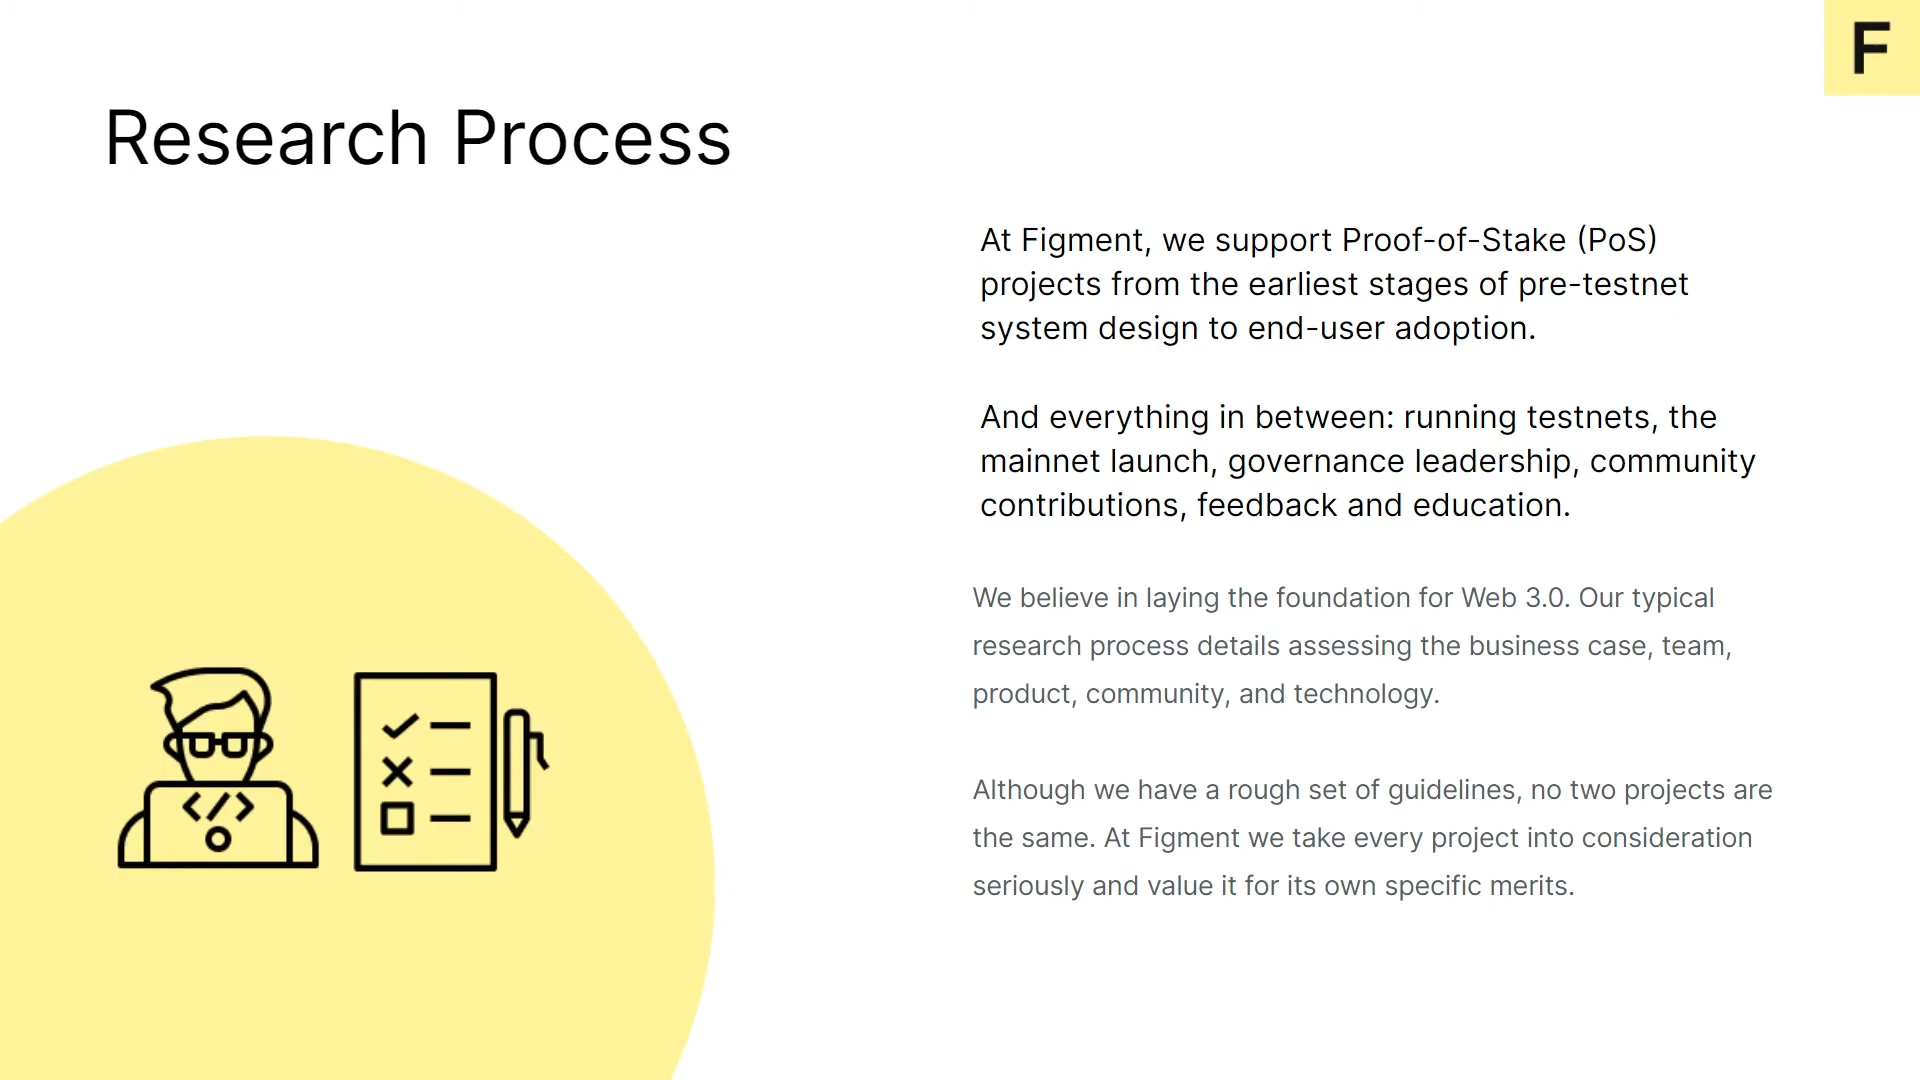 F
Research Process
At Figment, we support Proof-of-Stake (PoS)
projects from the earliest stages of pre-testnet
system design to end-user adoption.
And everything in between: running testnets, the
mainnet launch, governance leadership, community
contributions, feedback and education.
We believe in laying the foundation for Web 3.0. Our typical
research process details assessing the business case, team,
product, community, and technology.
Although we have a rough set of guidelines, no two projects are
the same. At Figment we take every project into consideration
seriously and value it for its own specific merits.